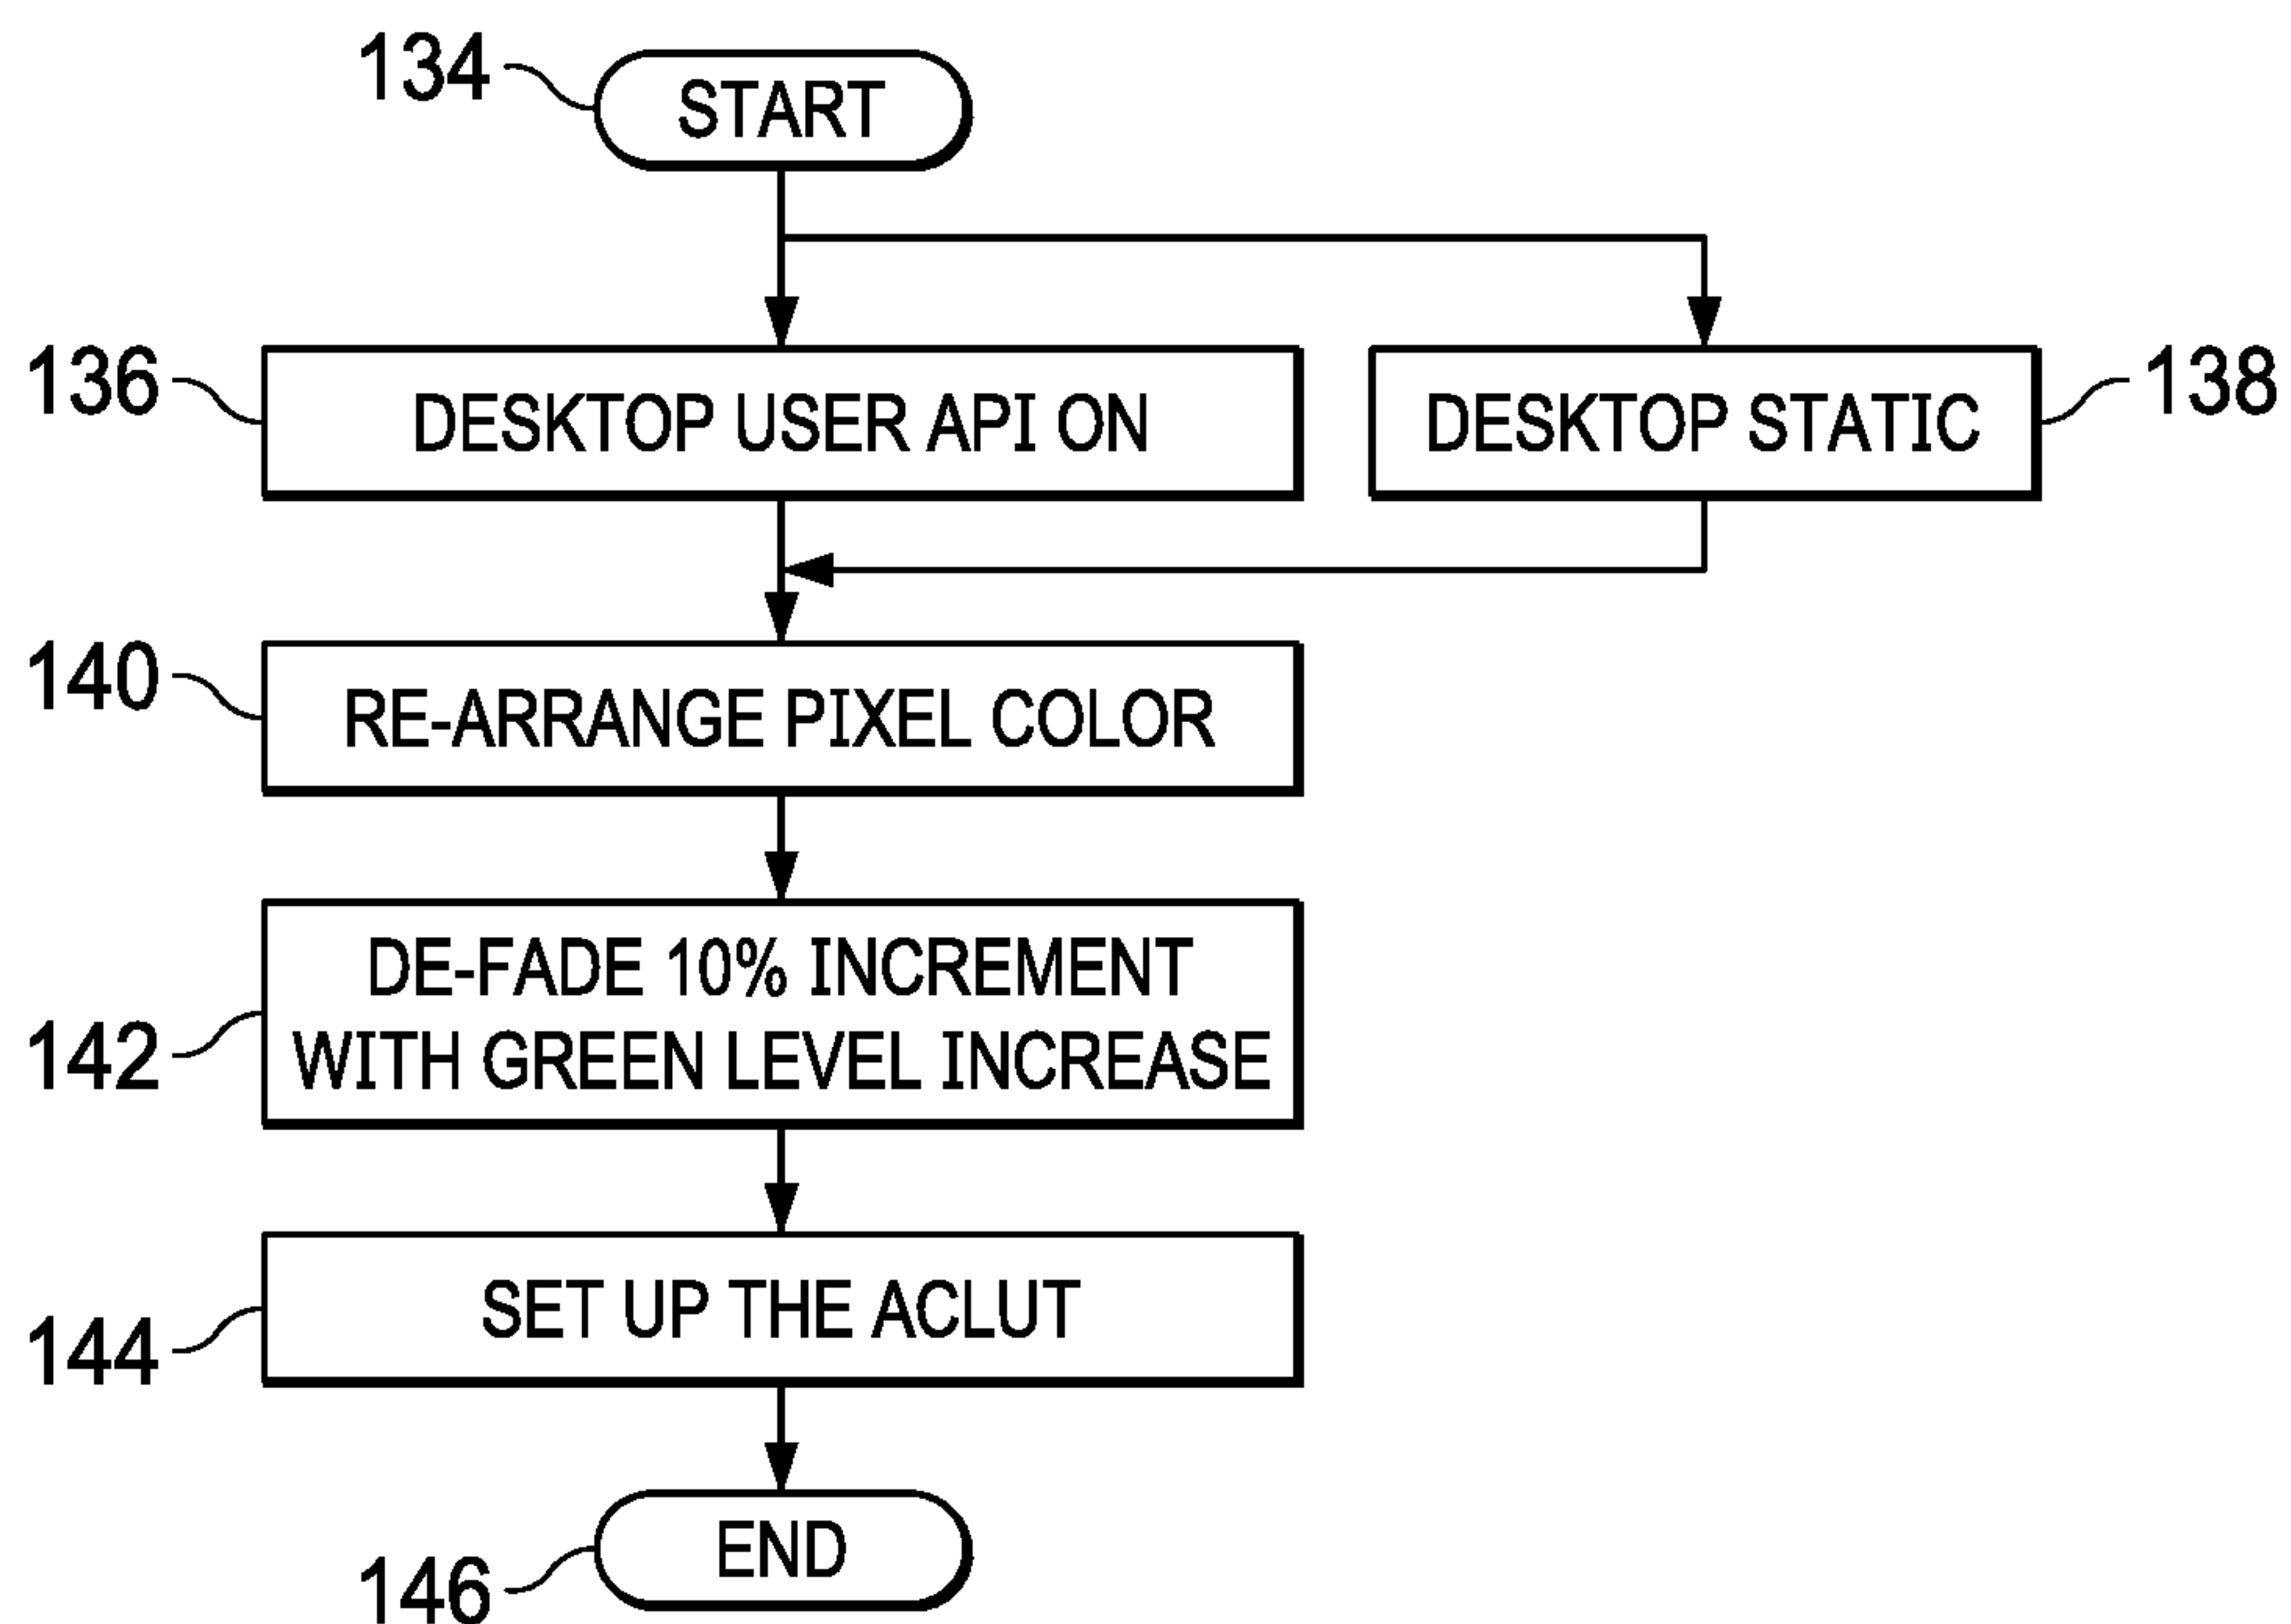 134
START
136
DESKTOP USER API ON
DESKTOP STATIC
138
140
RE-ARRANGE PIXEL COLOR
142
DE-FADE 10% INCREMENT
WITH GREEN LEVEL INCREASE
144
SET UP THE ACLUT
146
END